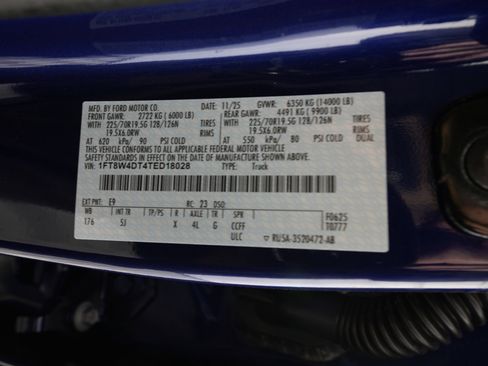 MFD. BY FORD MOTOR CO. DATE: 11/25 GVWR: 6350 KG (14000 LB)
FRONT GAWR: 2722 KG (6000 LB) REAR GAWR: 4491 KG (9900 LB)
WITH 225/70R19.5G 128/126N TIRES WITH 225/70R19.5G 128/126N TIRES
19.5X6.0RW RIMS 19.5X6.0RW RIMS
AT 620 kPa/ 90 PSI COLD AT 550 kPa/ 80 PSI COLD DUAL
THIS VEHICLE CONFORMS TO ALL APPLICABLE FEDERAL MOTOR VEHICLE
SAFETY STANDARDS IN EFFECT ON THE DATE OF MANUFACTURE SHOWN ABOVE.
VIN: 1FT8W4DT4TED18028 TYPE: Truck
EXT PNT: E9 RC: 23 DSO:
WB INT TR TP/PS R AXLE TR SPR F0625
176 SJ X 4L G CCFF T0777
ULC RUSA-3520472-AB